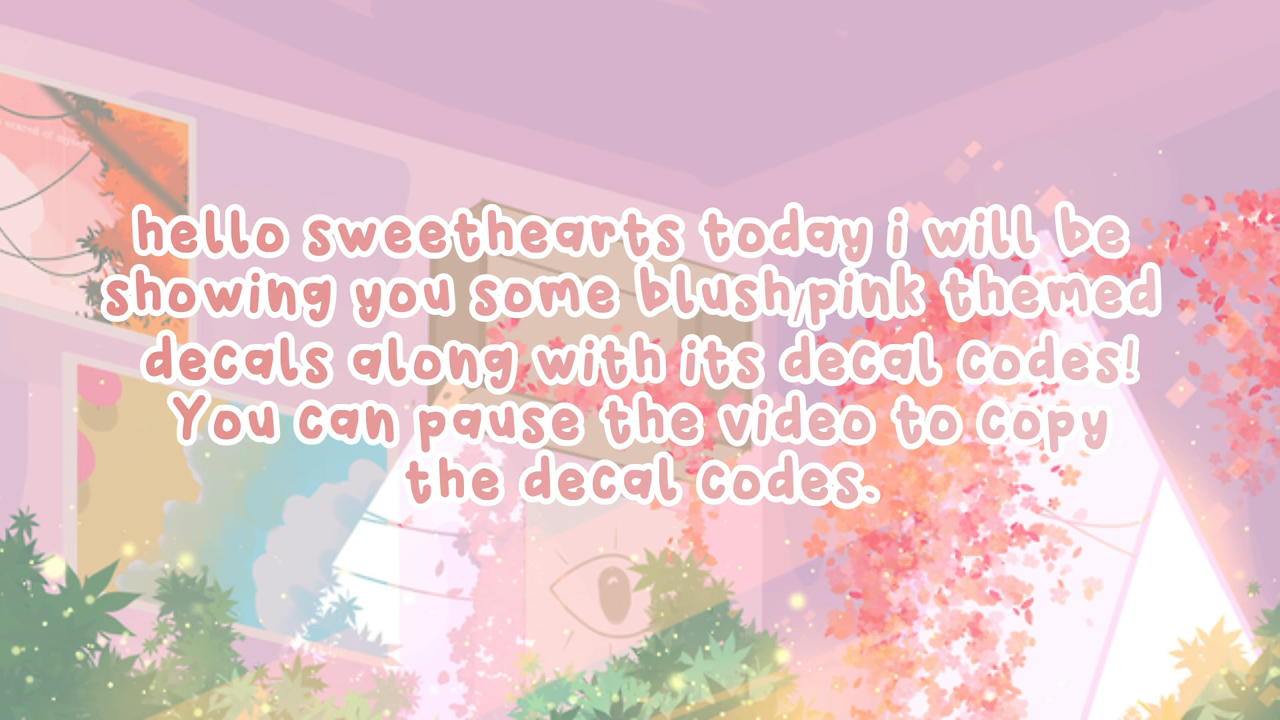 hello sweethearts today i will be
showing you some blush/pink themed
decals along with its decal codes!
You can pause the video to copy
the decal codes.